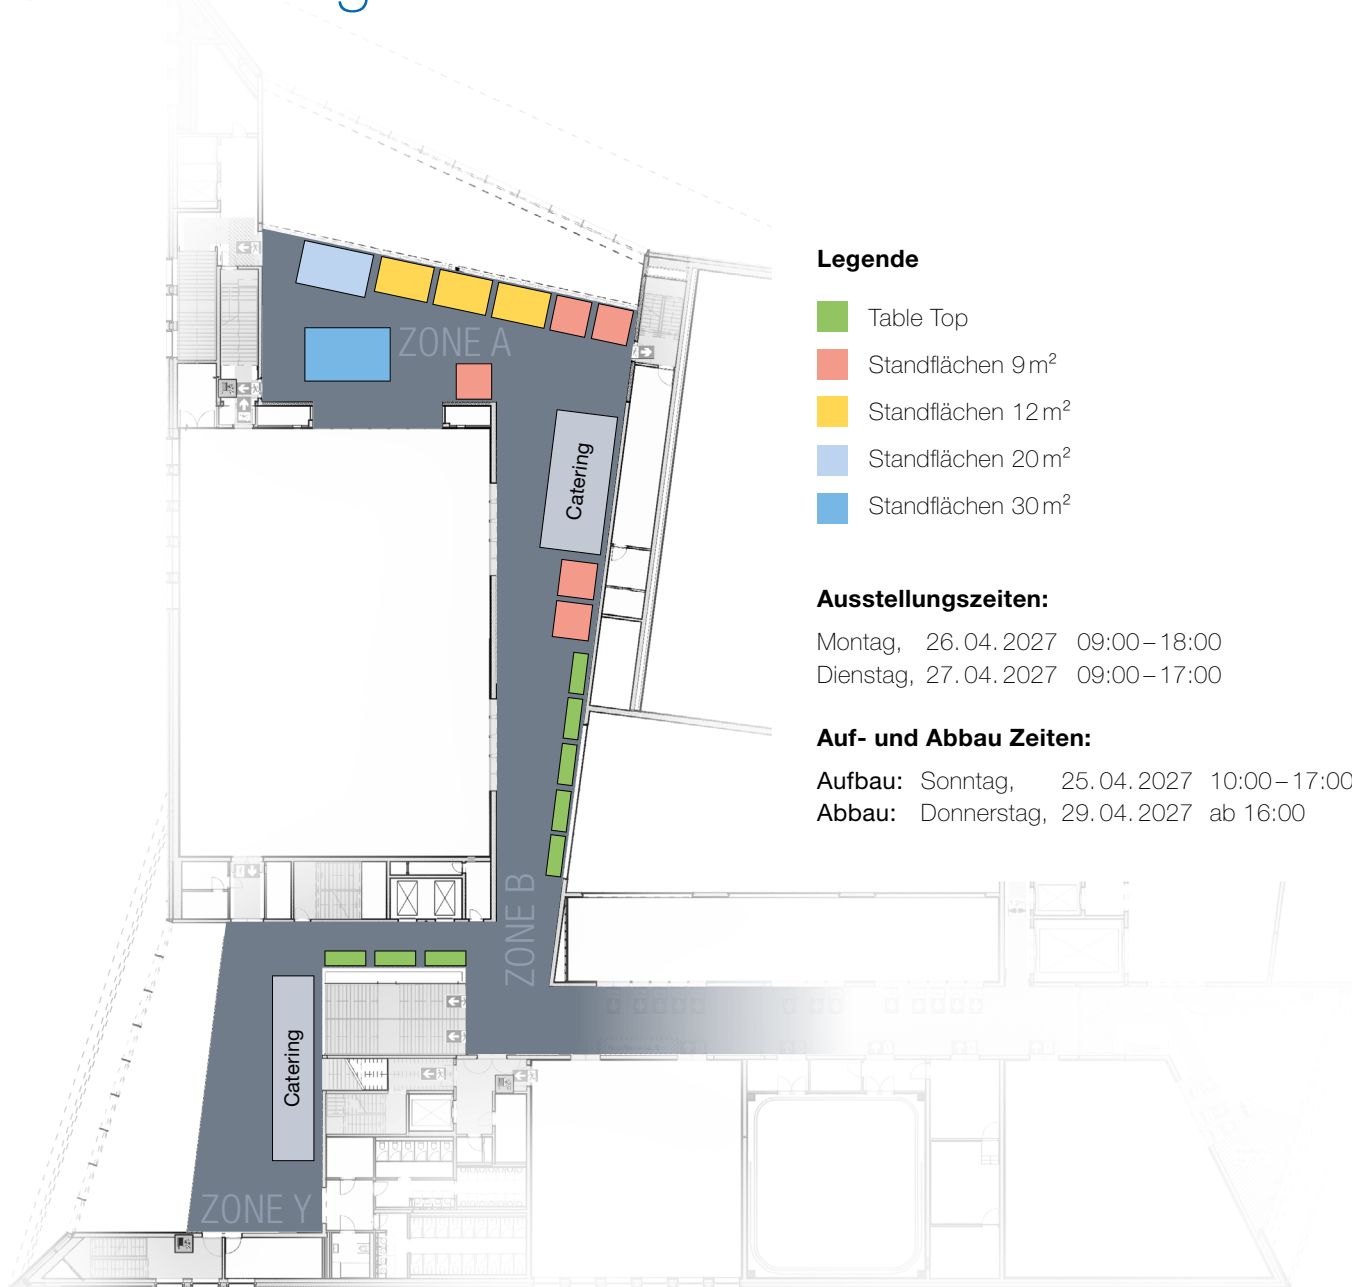 ZONE A
Catering
ZONE B
Catering
ZONE Y
Legende
Table Top
Standflächen 9 m²
Standflächen 12 m²
Standflächen 20 m²
Standflächen 30 m²
Ausstellungszeiten:
Montag, 26.04.2027 09:00–18:00
Dienstag, 27.04.2027 09:00–17:00
Auf- und Abbau Zeiten:
Aufbau: Sonntag, 25.04.2027 10:00–17:00
Abbau: Donnerstag, 29.04.2027 ab 16:00